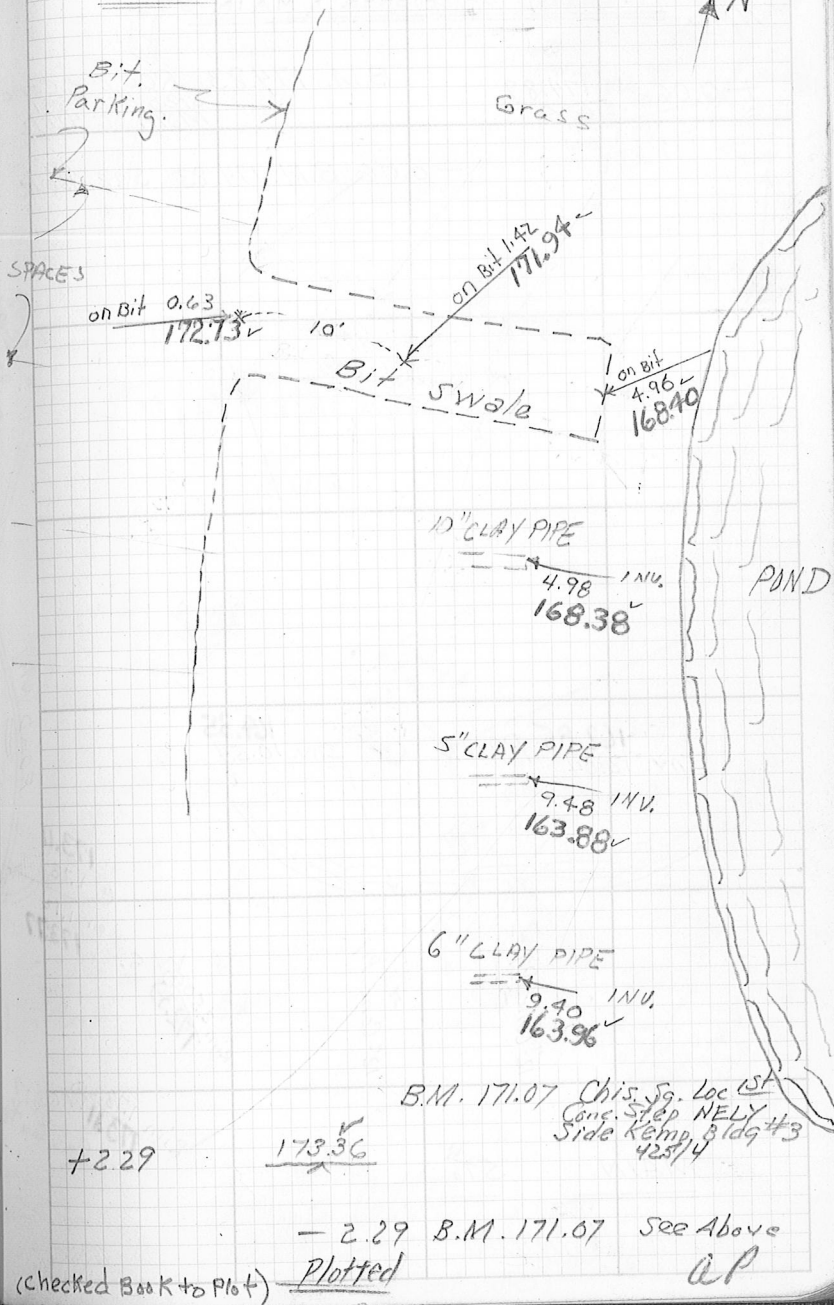 N
Bit.
Parking.
Grass
SPACES
on Bit 1.42
171.94 ✓
on Bit 0.63
172.73 ✓
10'
Bit Swale
on Bit
4.96 ✓
168.40
10" CLAY PIPE
INV.
4.98
168.38 ✓
POND
5" CLAY PIPE
INV.
9.48
163.88 ✓
6" CLAY PIPE
INV.
9.40
163.96 ✓
B.M. 171.07 Chis. Sq. Loc 1st
Conc. Step NELY
Side Kemp. Bldg #3
425/4
+2.29 173.36 ✓
- 2.29 B.M. 171.07 See Above
(Checked Book to Plot) Plotted